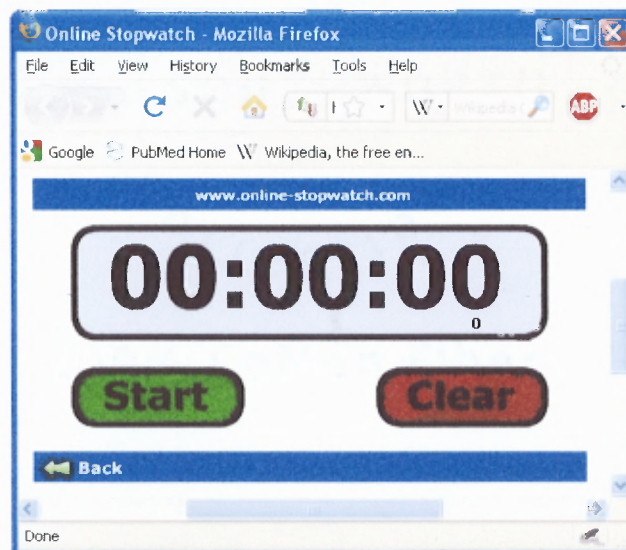 Online Stopwatch - Mozilla Firefox
File Edit View History Bookmarks Tools Help
W ABP
Google PubMed Home W Wikipedia, the free en...
www.online-stopwatch.com
00:00:00
0
Start Clear
Back
Done